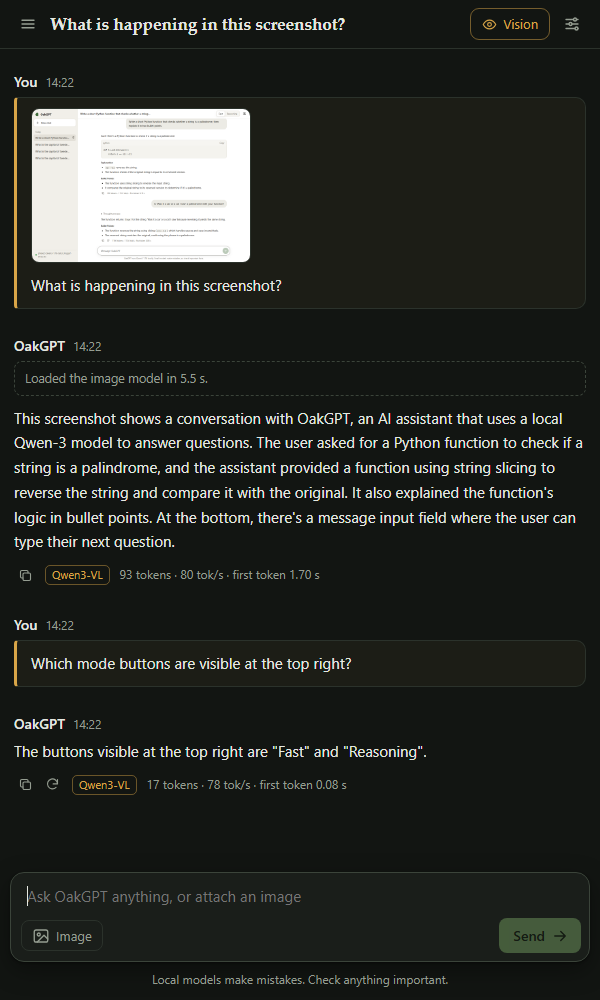 What is happening in this screenshot?
Vision
You 14:22
What is happening in this screenshot?
OakGPT 14:22
Loaded the image model in 5.5 s.
This screenshot shows a conversation with OakGPT, an AI assistant that uses a local
Qwen-3 model to answer questions. The user asked for a Python function to check if a
string is a palindrome, and the assistant provided a function using string slicing to
reverse the string and compare it with the original. It also explained the function's
logic in bullet points. At the bottom, there's a message input field where the user can
type their next question.
Qwen3-VL 93 tokens · 80 tok/s · first token 1.70 s
You 14:22
Which mode buttons are visible at the top right?
OakGPT 14:22
The buttons visible at the top right are "Fast" and "Reasoning".
Qwen3-VL 17 tokens · 78 tok/s · first token 0.08 s
Ask OakGPT anything, or attach an image
Image
Send
Local models make mistakes. Check anything important.